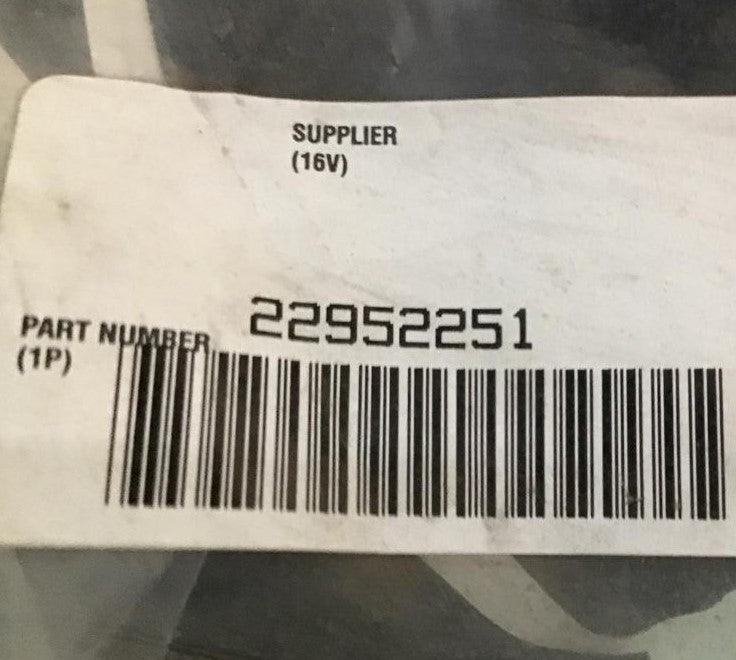 SUPPLIER
(16V)
22952251
PART NUMBER
(1P)